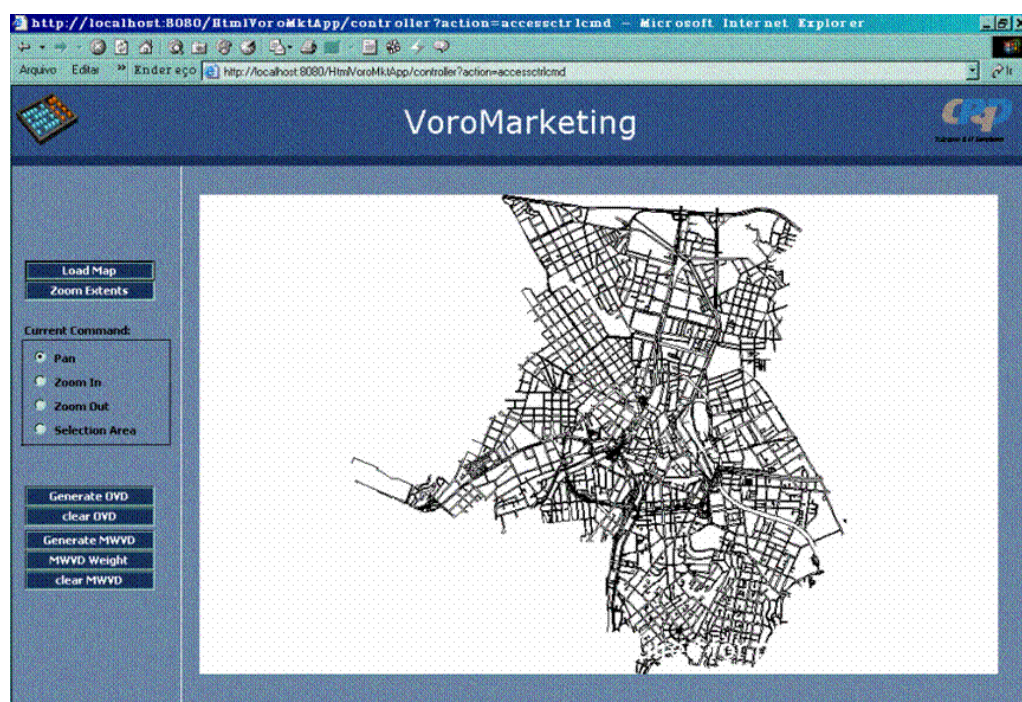 http://localhost:8080/HtmlVoroMktApp/controller?action=accessctrlcmd - Microsoft Internet Explorer
Arquivo Editar » Endereço http://localhost:8080/HtmlVoroMktApp/controller?action=accessctrlcmd Ir
VoroMarketing
CPqD
Load Map
Zoom Extents
Current Command:
Pan
Zoom In
Zoom Out
Selection Area
Generate OVD
clear OVD
Generate MWVD
MWVD Weight
clear MWVD